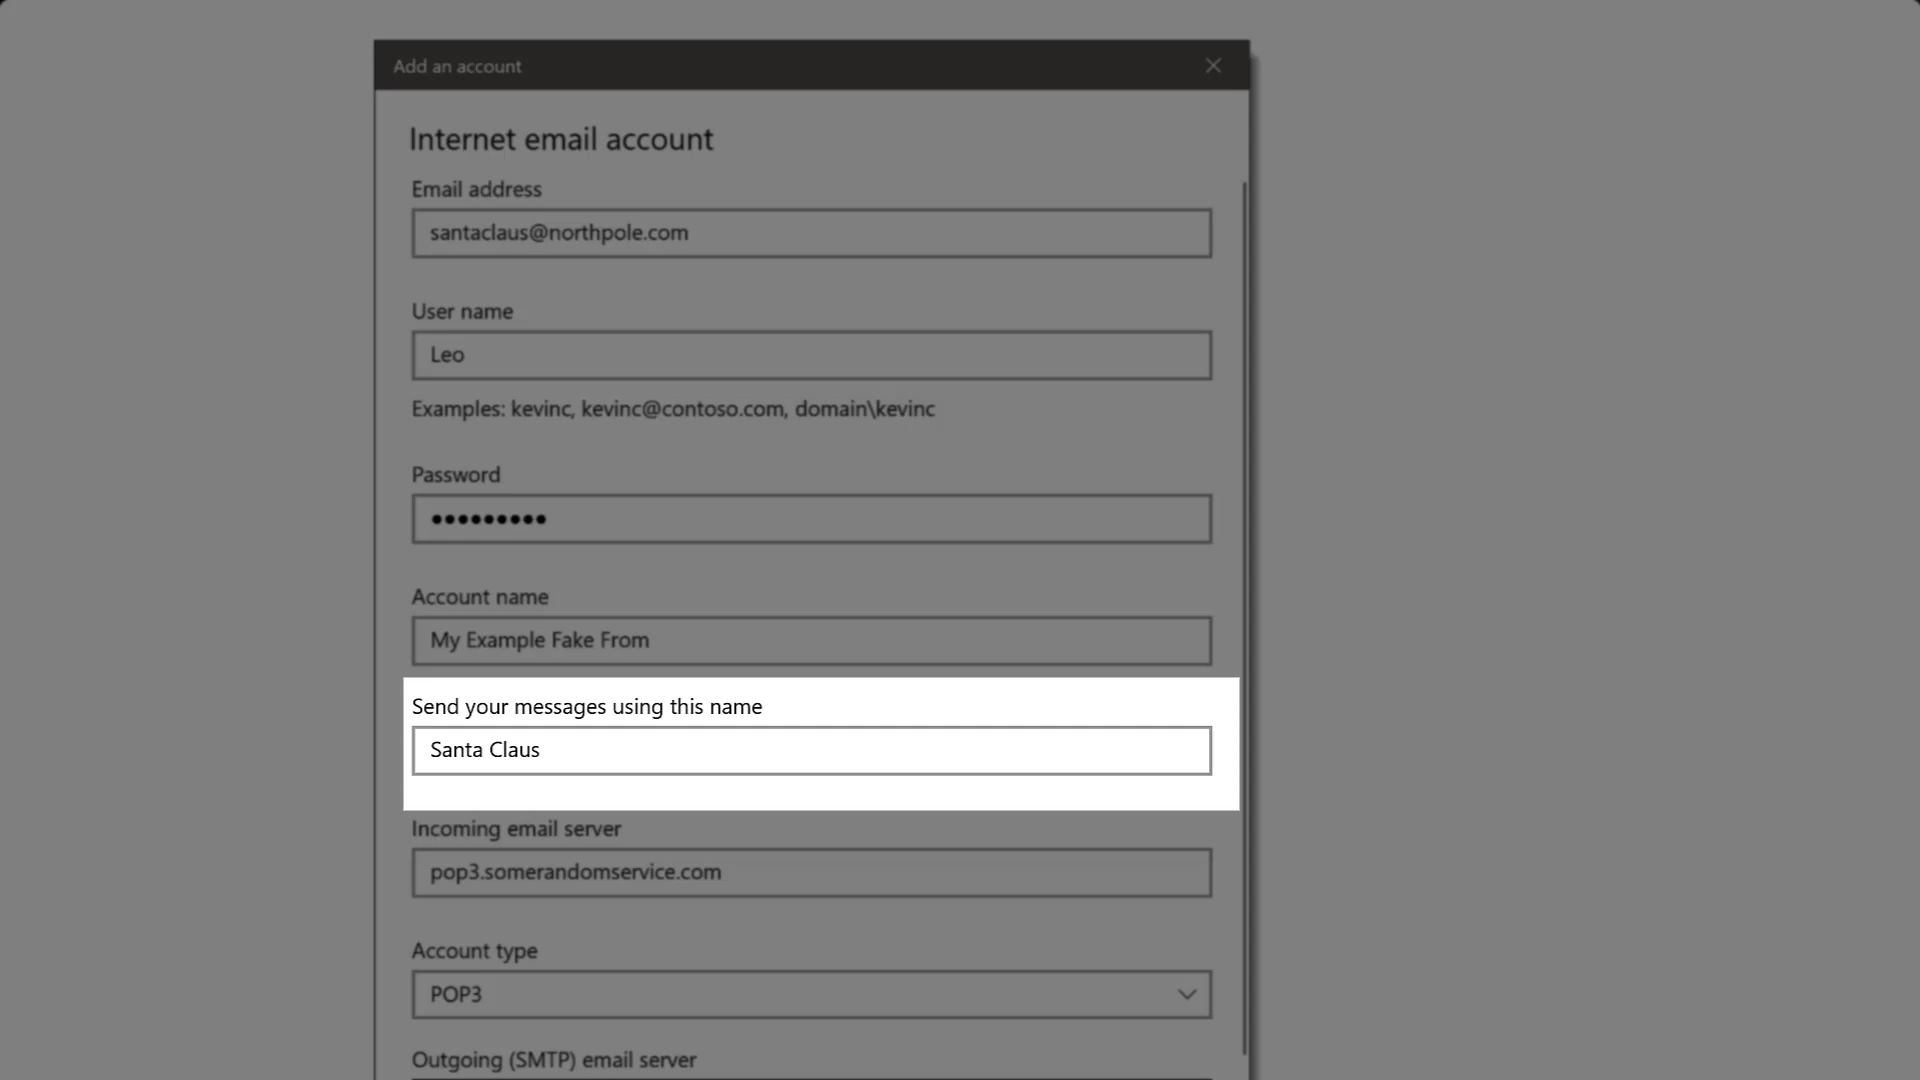 Add an account
Internet email account
Email address
santaclaus@northpole.com
User name
Leo
Examples: kevinc, kevinc@contoso.com, domain\kevinc
Password
●●●●●●●●●
Account name
My Example Fake From
Send your messages using this name
Santa Claus
Incoming email server
pop3.somerandomservice.com
Account type
POP3
Outgoing (SMTP) email server